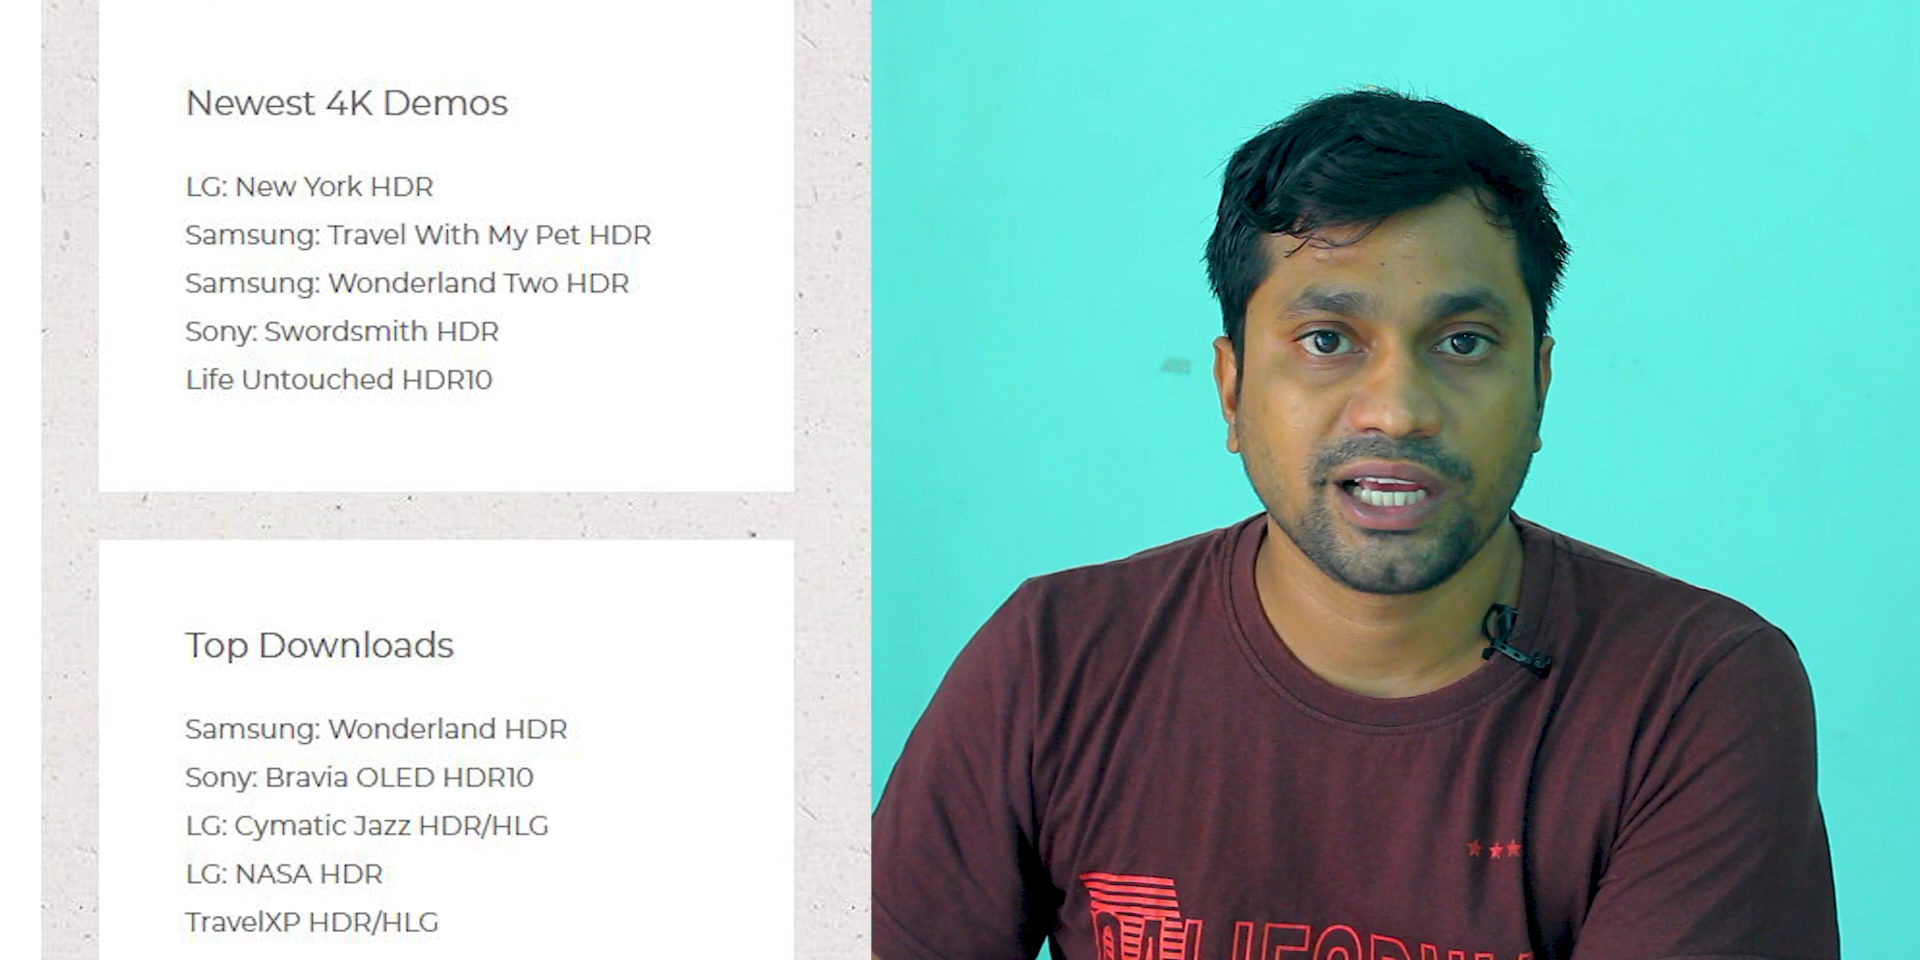 Newest 4K Demos
LG: New York HDR
Samsung: Travel With My Pet HDR
Samsung: Wonderland Two HDR
Sony: Swordsmith HDR
Life Untouched HDR10
Top Downloads
Samsung: Wonderland HDR
Sony: Bravia OLED HDR10
LG: Cymatic Jazz HDR/HLG
LG: NASA HDR
TravelXP HDR/HLG